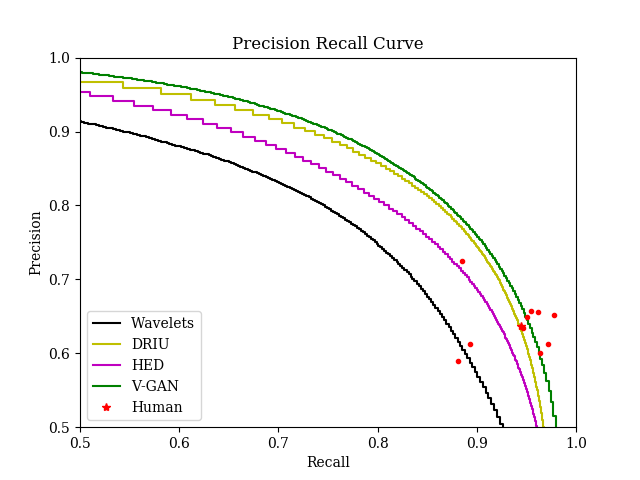 Precision Recall Curve
1.0
0.9
0.8
0.7
0.6
0.5
Precision
Wavelets
DRIU
HED
V-GAN
Human
0.5 0.6 0.7 0.8 0.9 1.0
Recall